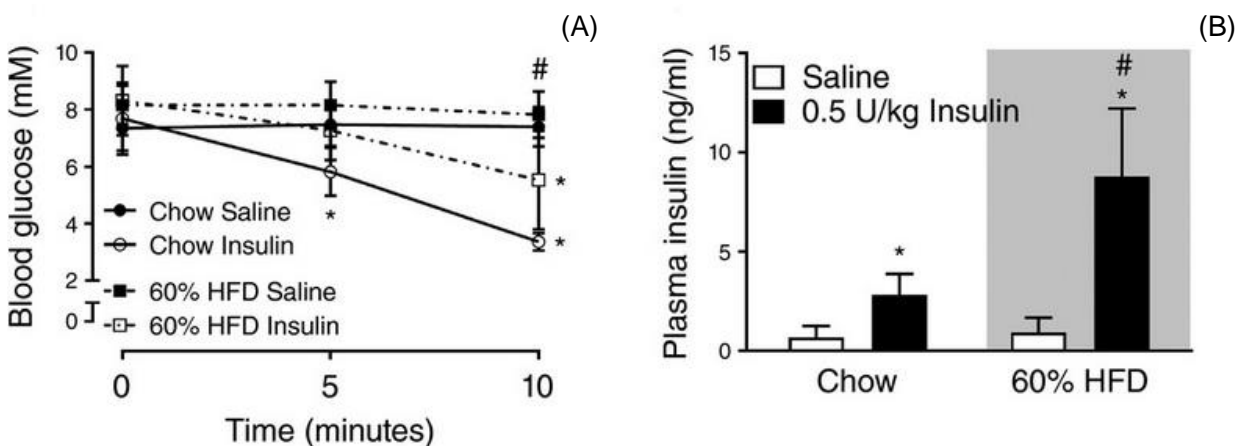 (A)
Blood glucose (mM)
10
8
6
4
2
0
#
*
*
*
Chow Saline
Chow Insulin
60% HFD Saline
60% HFD Insulin
0 5 10
Time (minutes)
(B)
Plasma insulin (ng/ml)
15
10
5
0
Saline
0.5 U/kg Insulin
#
*
*
Chow 60% HFD